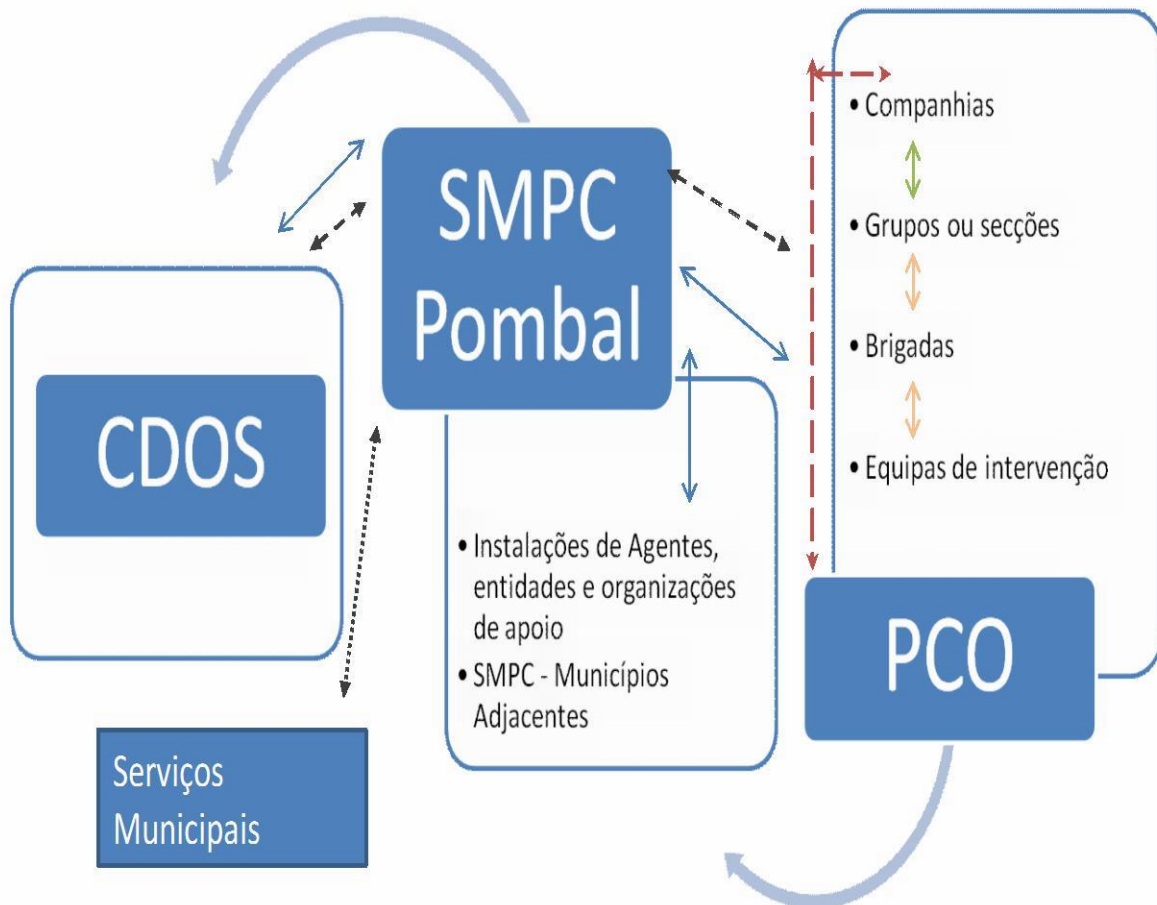 SMPC
Pombal
CDOS
• Companhias
• Grupos ou secções
• Brigadas
• Equipas de intervenção
• Instalações de Agentes,
entidades e organizações
de apoio
• SMPC - Municípios
Adjacentes
PCO
Serviços
Municipais